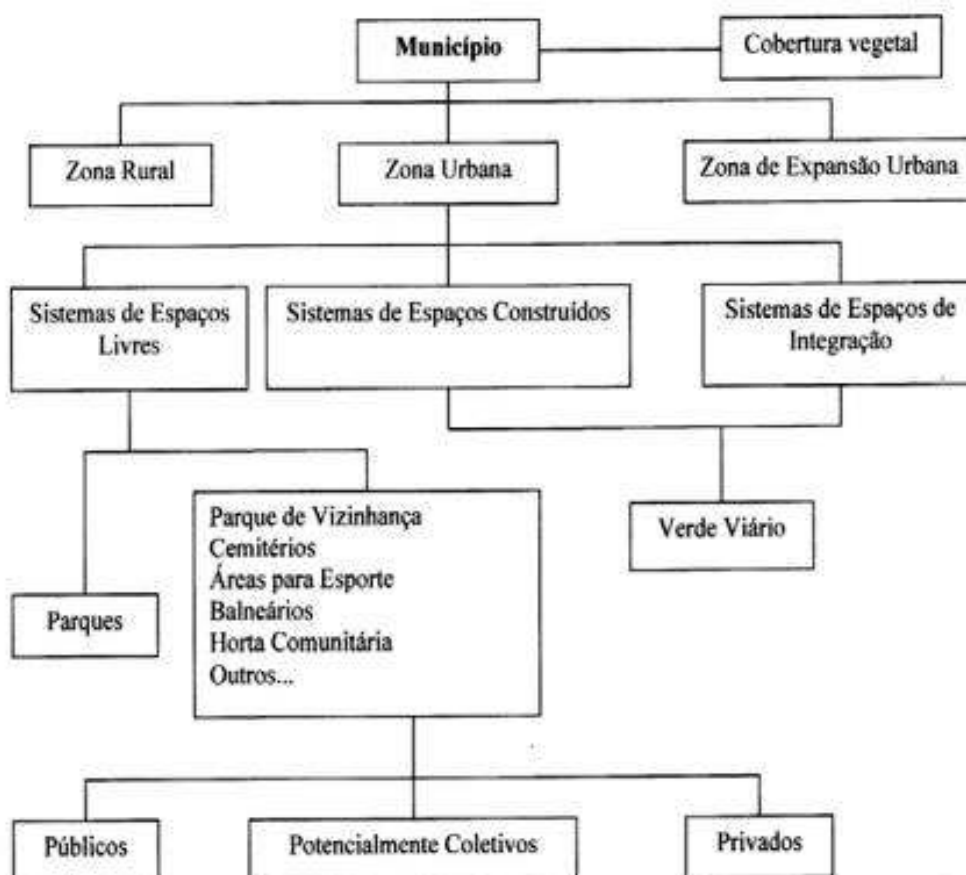 Município
Cobertura vegetal
Zona Rural
Zona Urbana
Zona de Expansão Urbana
Sistemas de Espaços
Livres
Sistemas de Espaços Construídos
Sistemas de Espaços de
Integração
Parque de Vizinhança
Cemitérios
Áreas para Esporte
Balneários
Horta Comunitária
Outros...
Verde Viário
Parques
Públicos
Potencialmente Coletivos
Privados